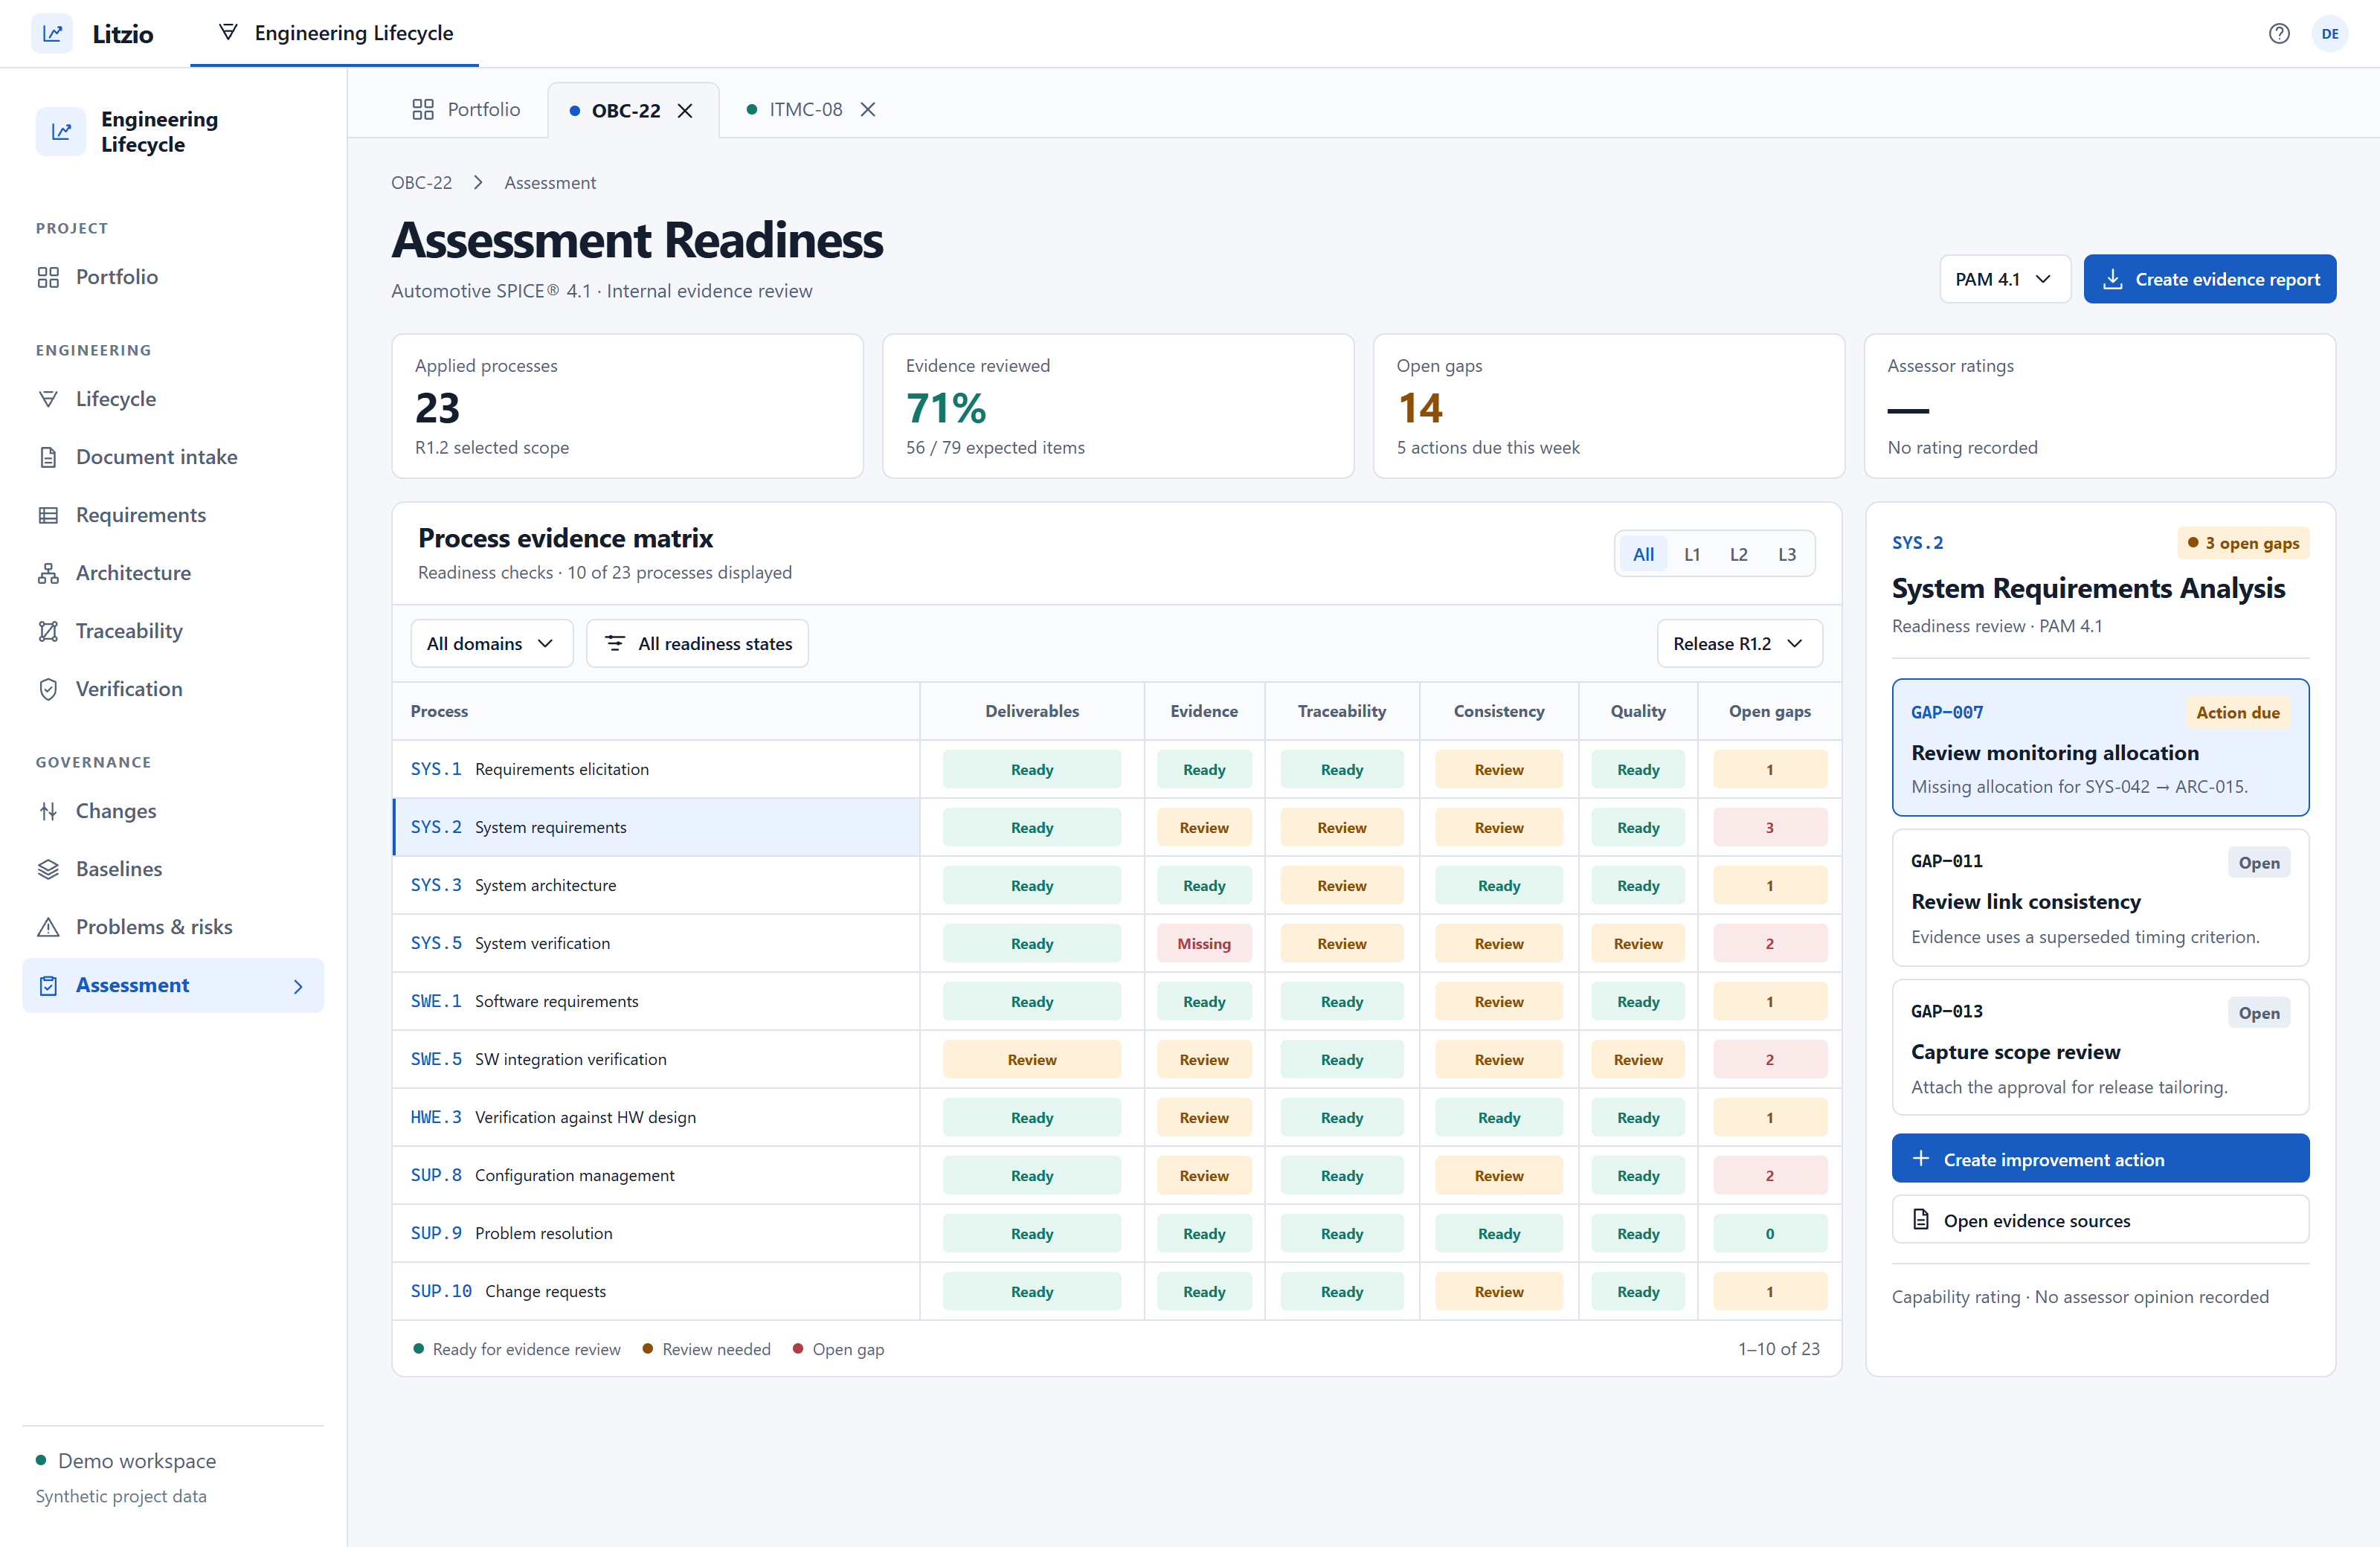 Litzio
Engineering Lifecycle
DE
Engineering
Lifecycle
PROJECT
Portfolio
ENGINEERING
Lifecycle
Document intake
Requirements
Architecture
Traceability
Verification
GOVERNANCE
Changes
Baselines
Problems & risks
Assessment
Demo workspace
Synthetic project data
Portfolio
OBC-22
ITMC-08
OBC-22 > Assessment
Assessment Readiness
Automotive SPICE® 4.1 · Internal evidence review
PAM 4.1
Create evidence report
Applied processes
23
R1.2 selected scope
Evidence reviewed
71%
56 / 79 expected items
Open gaps
14
5 actions due this week
Assessor ratings
—
No rating recorded
Process evidence matrix
Readiness checks · 10 of 23 processes displayed
All L1 L2 L3
All domains
All readiness states
Release R1.2
Process Deliverables Evidence Traceability Consistency Quality Open gaps
SYS.1 Requirements elicitation Ready Ready Ready Review Ready 1
SYS.2 System requirements Ready Review Review Review Ready 3
SYS.3 System architecture Ready Ready Review Ready Ready 1
SYS.5 System verification Ready Missing Review Review Review 2
SWE.1 Software requirements Ready Ready Ready Review Ready 1
SWE.5 SW integration verification Review Review Ready Review Review 2
HWE.3 Verification against HW design Ready Review Ready Ready Ready 1
SUP.8 Configuration management Ready Review Ready Review Ready 2
SUP.9 Problem resolution Ready Ready Ready Ready Ready 0
SUP.10 Change requests Ready Ready Ready Review Ready 1
Ready for evidence review Review needed Open gap
1–10 of 23
SYS.2
3 open gaps
System Requirements Analysis
Readiness review · PAM 4.1
GAP-007
Action due
Review monitoring allocation
Missing allocation for SYS-042 → ARC-015.
GAP-011
Open
Review link consistency
Evidence uses a superseded timing criterion.
GAP-013
Open
Capture scope review
Attach the approval for release tailoring.
Create improvement action
Open evidence sources
Capability rating · No assessor opinion recorded